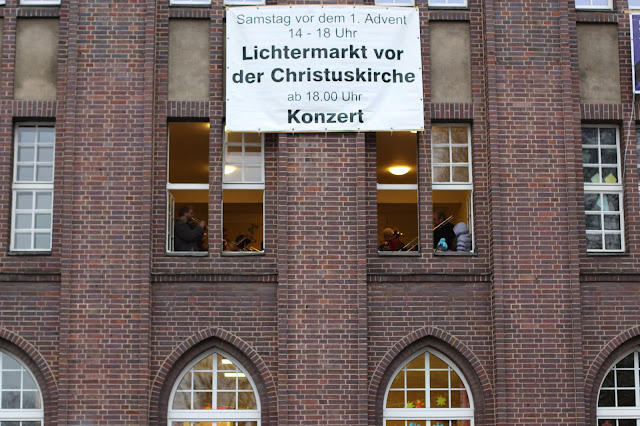 Samstag vor dem 1. Advent
14 - 18 Uhr
Lichtermarkt vor
der Christuskirche
ab 18.00 Uhr
Konzert